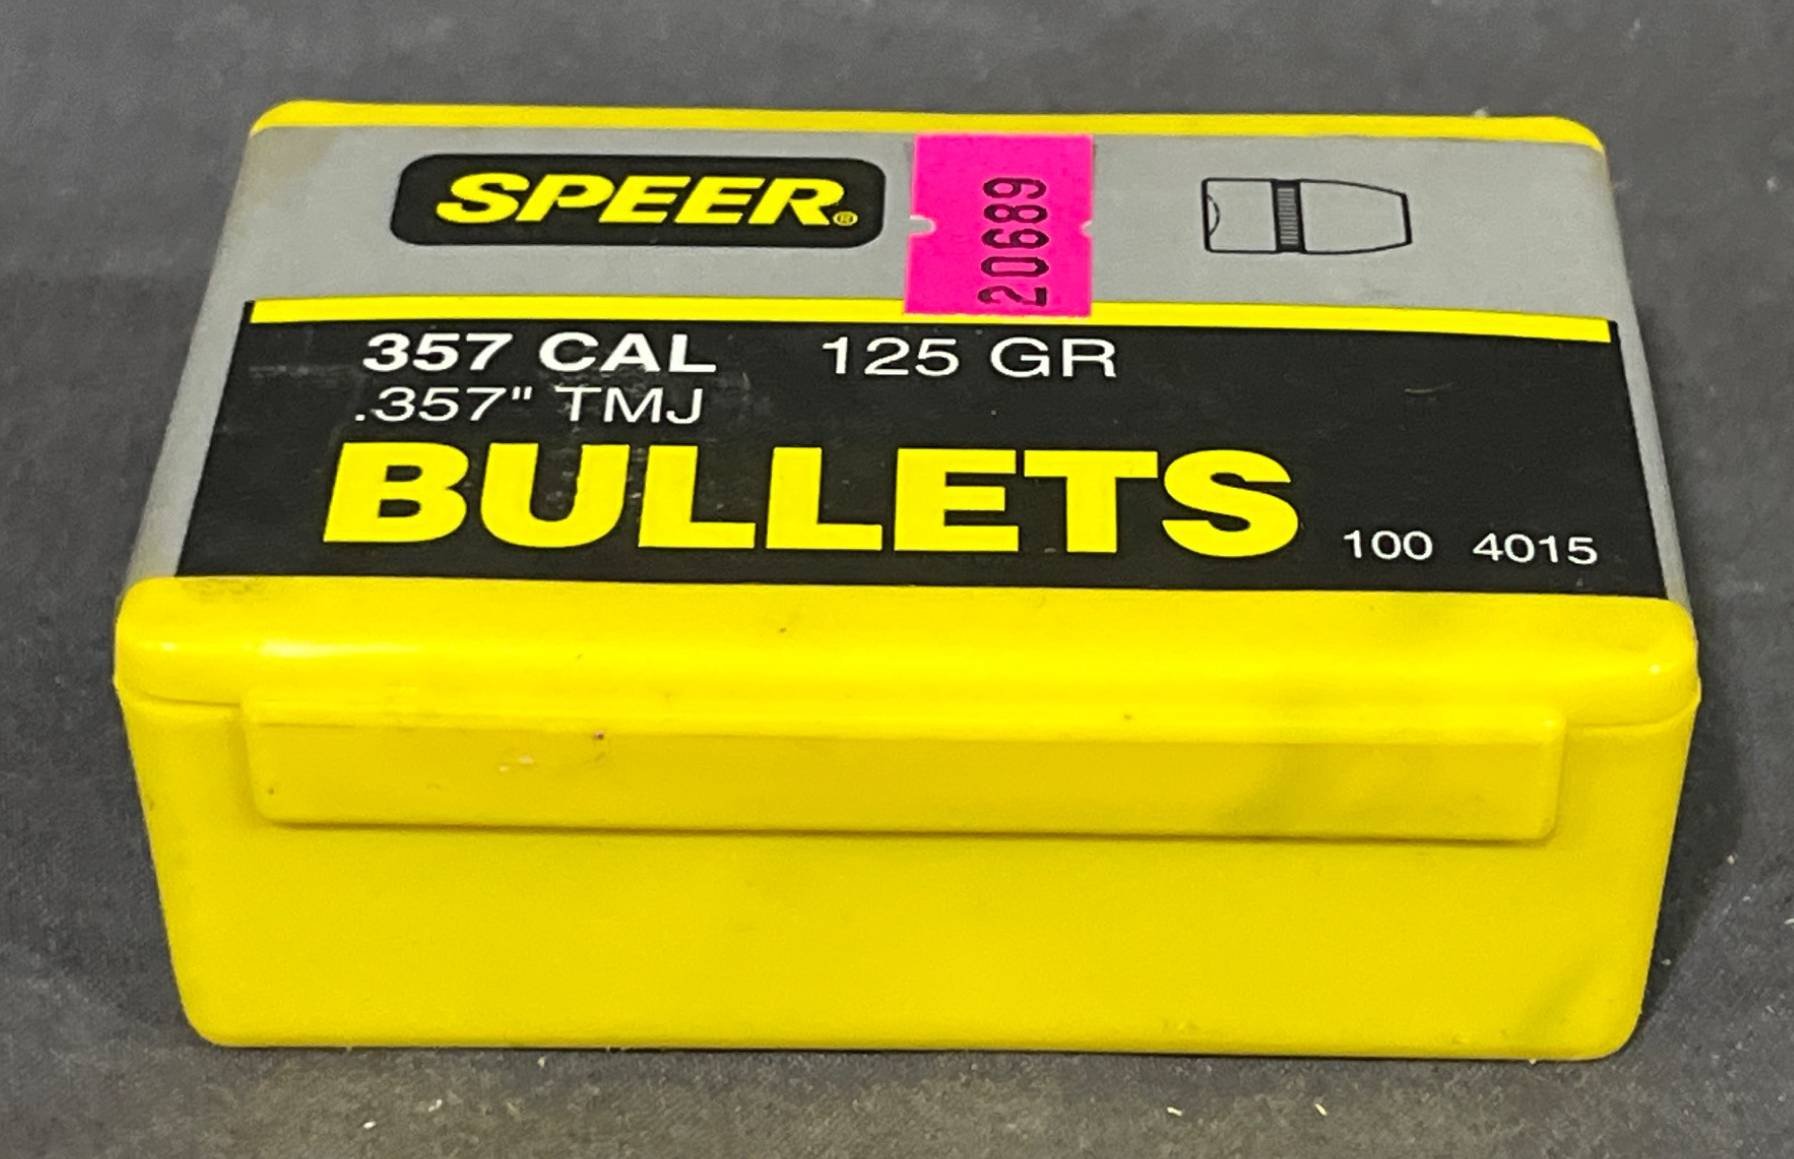 SPEER®
20689
357 CAL 125 GR
.357" TMJ
BULLETS 100 4015